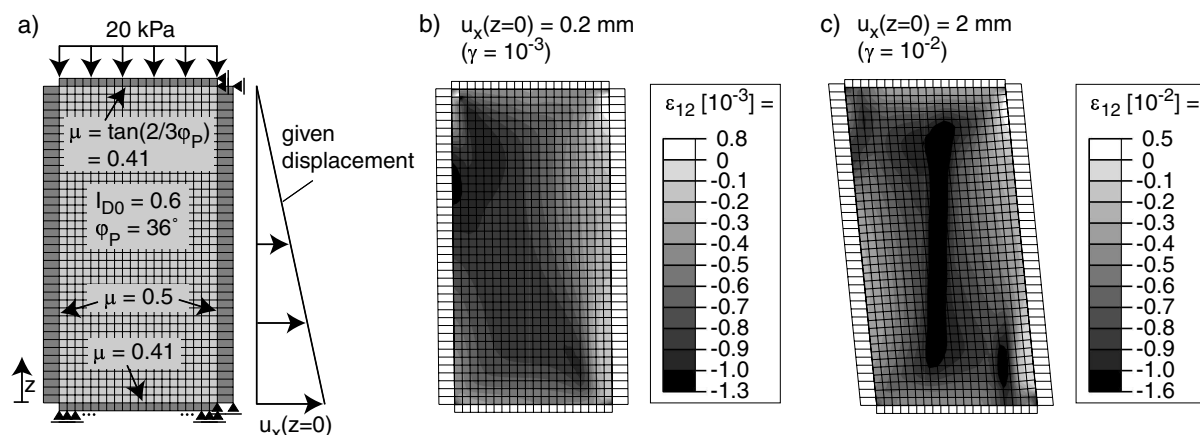 a)
20 kPa
μ = tan(2/3φP)
= 0.41
given
displacement
ID0 = 0.6
φP = 36°
μ = 0.5
μ = 0.41
z
...
...
ux(z=0)
b)
ux(z=0) = 0.2 mm
(γ = 10-3)
ε12 [10-3] =
0.8
0
-0.1
-0.2
-0.3
-0.4
-0.5
-0.6
-0.7
-0.8
-0.9
-1.0
-1.3
c)
ux(z=0) = 2 mm
(γ = 10-2)
ε12 [10-2] =
0.5
0
-0.1
-0.2
-0.3
-0.4
-0.5
-0.6
-0.7
-0.8
-0.9
-1.0
-1.6